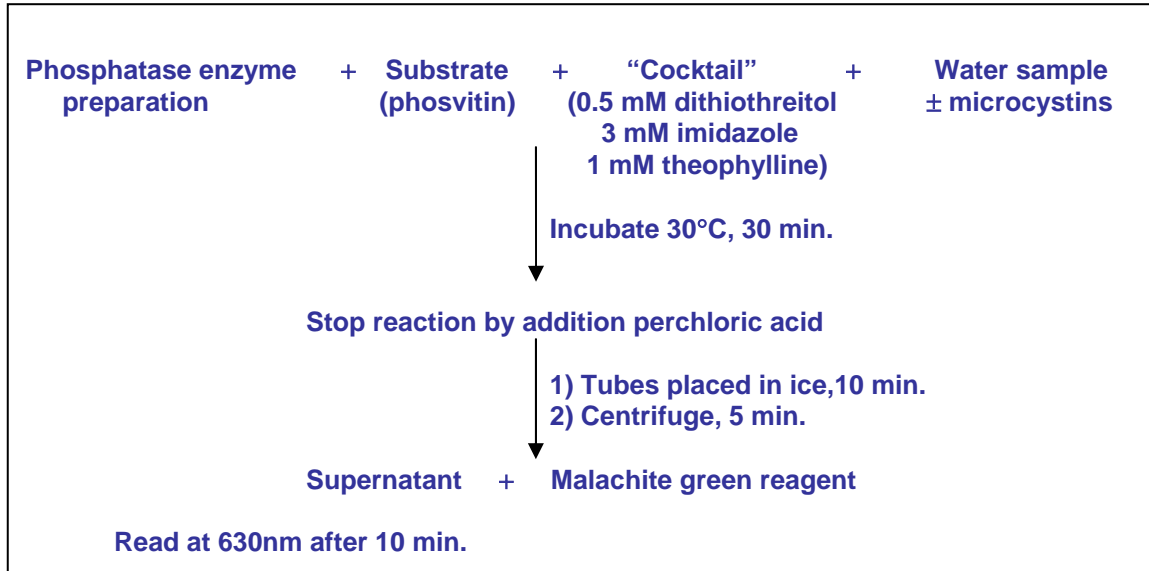 Phosphatase enzyme + Substrate + “Cocktail” + Water sample
preparation (phosvitin) (0.5 mM dithiothreitol ± microcystins
3 mM imidazole
1 mM theophylline)
Incubate 30°C, 30 min.
Stop reaction by addition perchloric acid
1) Tubes placed in ice,10 min.
2) Centrifuge, 5 min.
Supernatant + Malachite green reagent
Read at 630nm after 10 min.